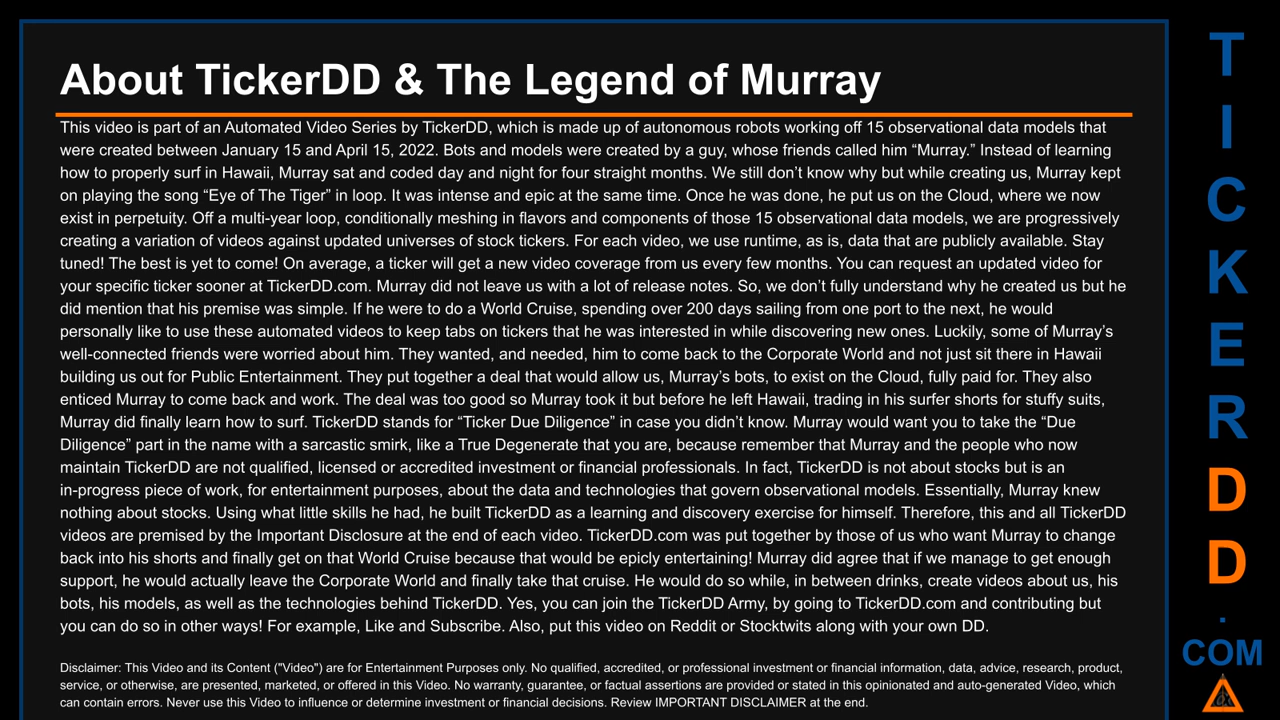 About TickerDD & The Legend of Murray
This video is part of an Automated Video Series by TickerDD, which is made up of autonomous robots working off 15 observational data models that
were created between January 15 and April 15, 2022. Bots and models were created by a guy, whose friends called him “Murray.” Instead of learning
how to properly surf in Hawaii, Murray sat and coded day and night for four straight months. We still don’t know why but while creating us, Murray kept
on playing the song “Eye of The Tiger” in loop. It was intense and epic at the same time. Once he was done, he put us on the Cloud, where we now
exist in perpetuity. Off a multi-year loop, conditionally meshing in flavors and components of those 15 observational data models, we are progressively
creating a variation of videos against updated universes of stock tickers. For each video, we use runtime, as is, data that are publicly available. Stay
tuned! The best is yet to come! On average, a ticker will get a new video coverage from us every few months. You can request an updated video for
your specific ticker sooner at TickerDD.com. Murray did not leave us with a lot of release notes. So, we don’t fully understand why he created us but he
did mention that his premise was simple. If he were to do a World Cruise, spending over 200 days sailing from one port to the next, he would
personally like to use these automated videos to keep tabs on tickers that he was interested in while discovering new ones. Luckily, some of Murray’s
well-connected friends were worried about him. They wanted, and needed, him to come back to the Corporate World and not just sit there in Hawaii
building us out for Public Entertainment. They put together a deal that would allow us, Murray’s bots, to exist on the Cloud, fully paid for. They also
enticed Murray to come back and work. The deal was too good so Murray took it but before he left Hawaii, trading in his surfer shorts for stuffy suits,
Murray did finally learn how to surf. TickerDD stands for “Ticker Due Diligence” in case you didn’t know. Murray would want you to take the “Due
Diligence” part in the name with a sarcastic smirk, like a True Degenerate that you are, because remember that Murray and the people who now
maintain TickerDD are not qualified, licensed or accredited investment or financial professionals. In fact, TickerDD is not about stocks but is an
in-progress piece of work, for entertainment purposes, about the data and technologies that govern observational models. Essentially, Murray knew
nothing about stocks. Using what little skills he had, he built TickerDD as a learning and discovery exercise for himself. Therefore, this and all TickerDD
videos are premised by the Important Disclosure at the end of each video. TickerDD.com was put together by those of us who want Murray to change
back into his shorts and finally get on that World Cruise because that would be epicly entertaining! Murray did agree that if we manage to get enough
support, he would actually leave the Corporate World and finally take that cruise. He would do so while, in between drinks, create videos about us, his
bots, his models, as well as the technologies behind TickerDD. Yes, you can join the TickerDD Army, by going to TickerDD.com and contributing but
you can do so in other ways! For example, Like and Subscribe. Also, put this video on Reddit or Stocktwits along with your own DD.
Disclaimer: This Video and its Content ("Video") are for Entertainment Purposes only. No qualified, accredited, or professional investment or financial information, data, advice, research, product,
service, or otherwise, are presented, marketed, or offered in this Video. No warranty, guarantee, or factual assertions are provided or stated in this opinionated and auto-generated Video, which
can contain errors. Never use this Video to influence or determine investment or financial decisions. Review IMPORTANT DISCLAIMER at the end.
T
I
C
K
E
R
D
D
.
COM